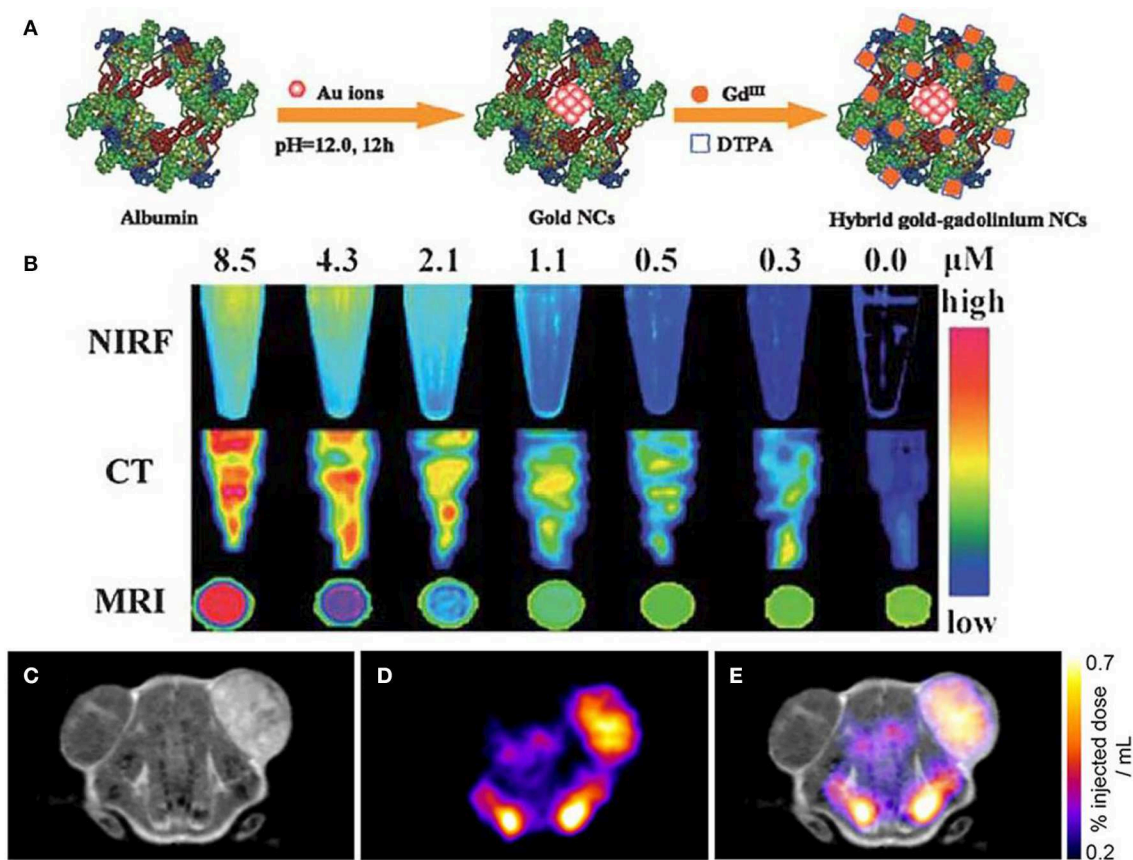 A
Au ions
pH=12.0, 12h
Gd^III
DTPA
Albumin
Gold NCs
Hybrid gold-gadolinium NCs
B
8.5 4.3 2.1 1.1 0.5 0.3 0.0 μM
high
NIRF
CT
MRI
low
C
D
E
0.7
% injected dose
/ mL
0.2